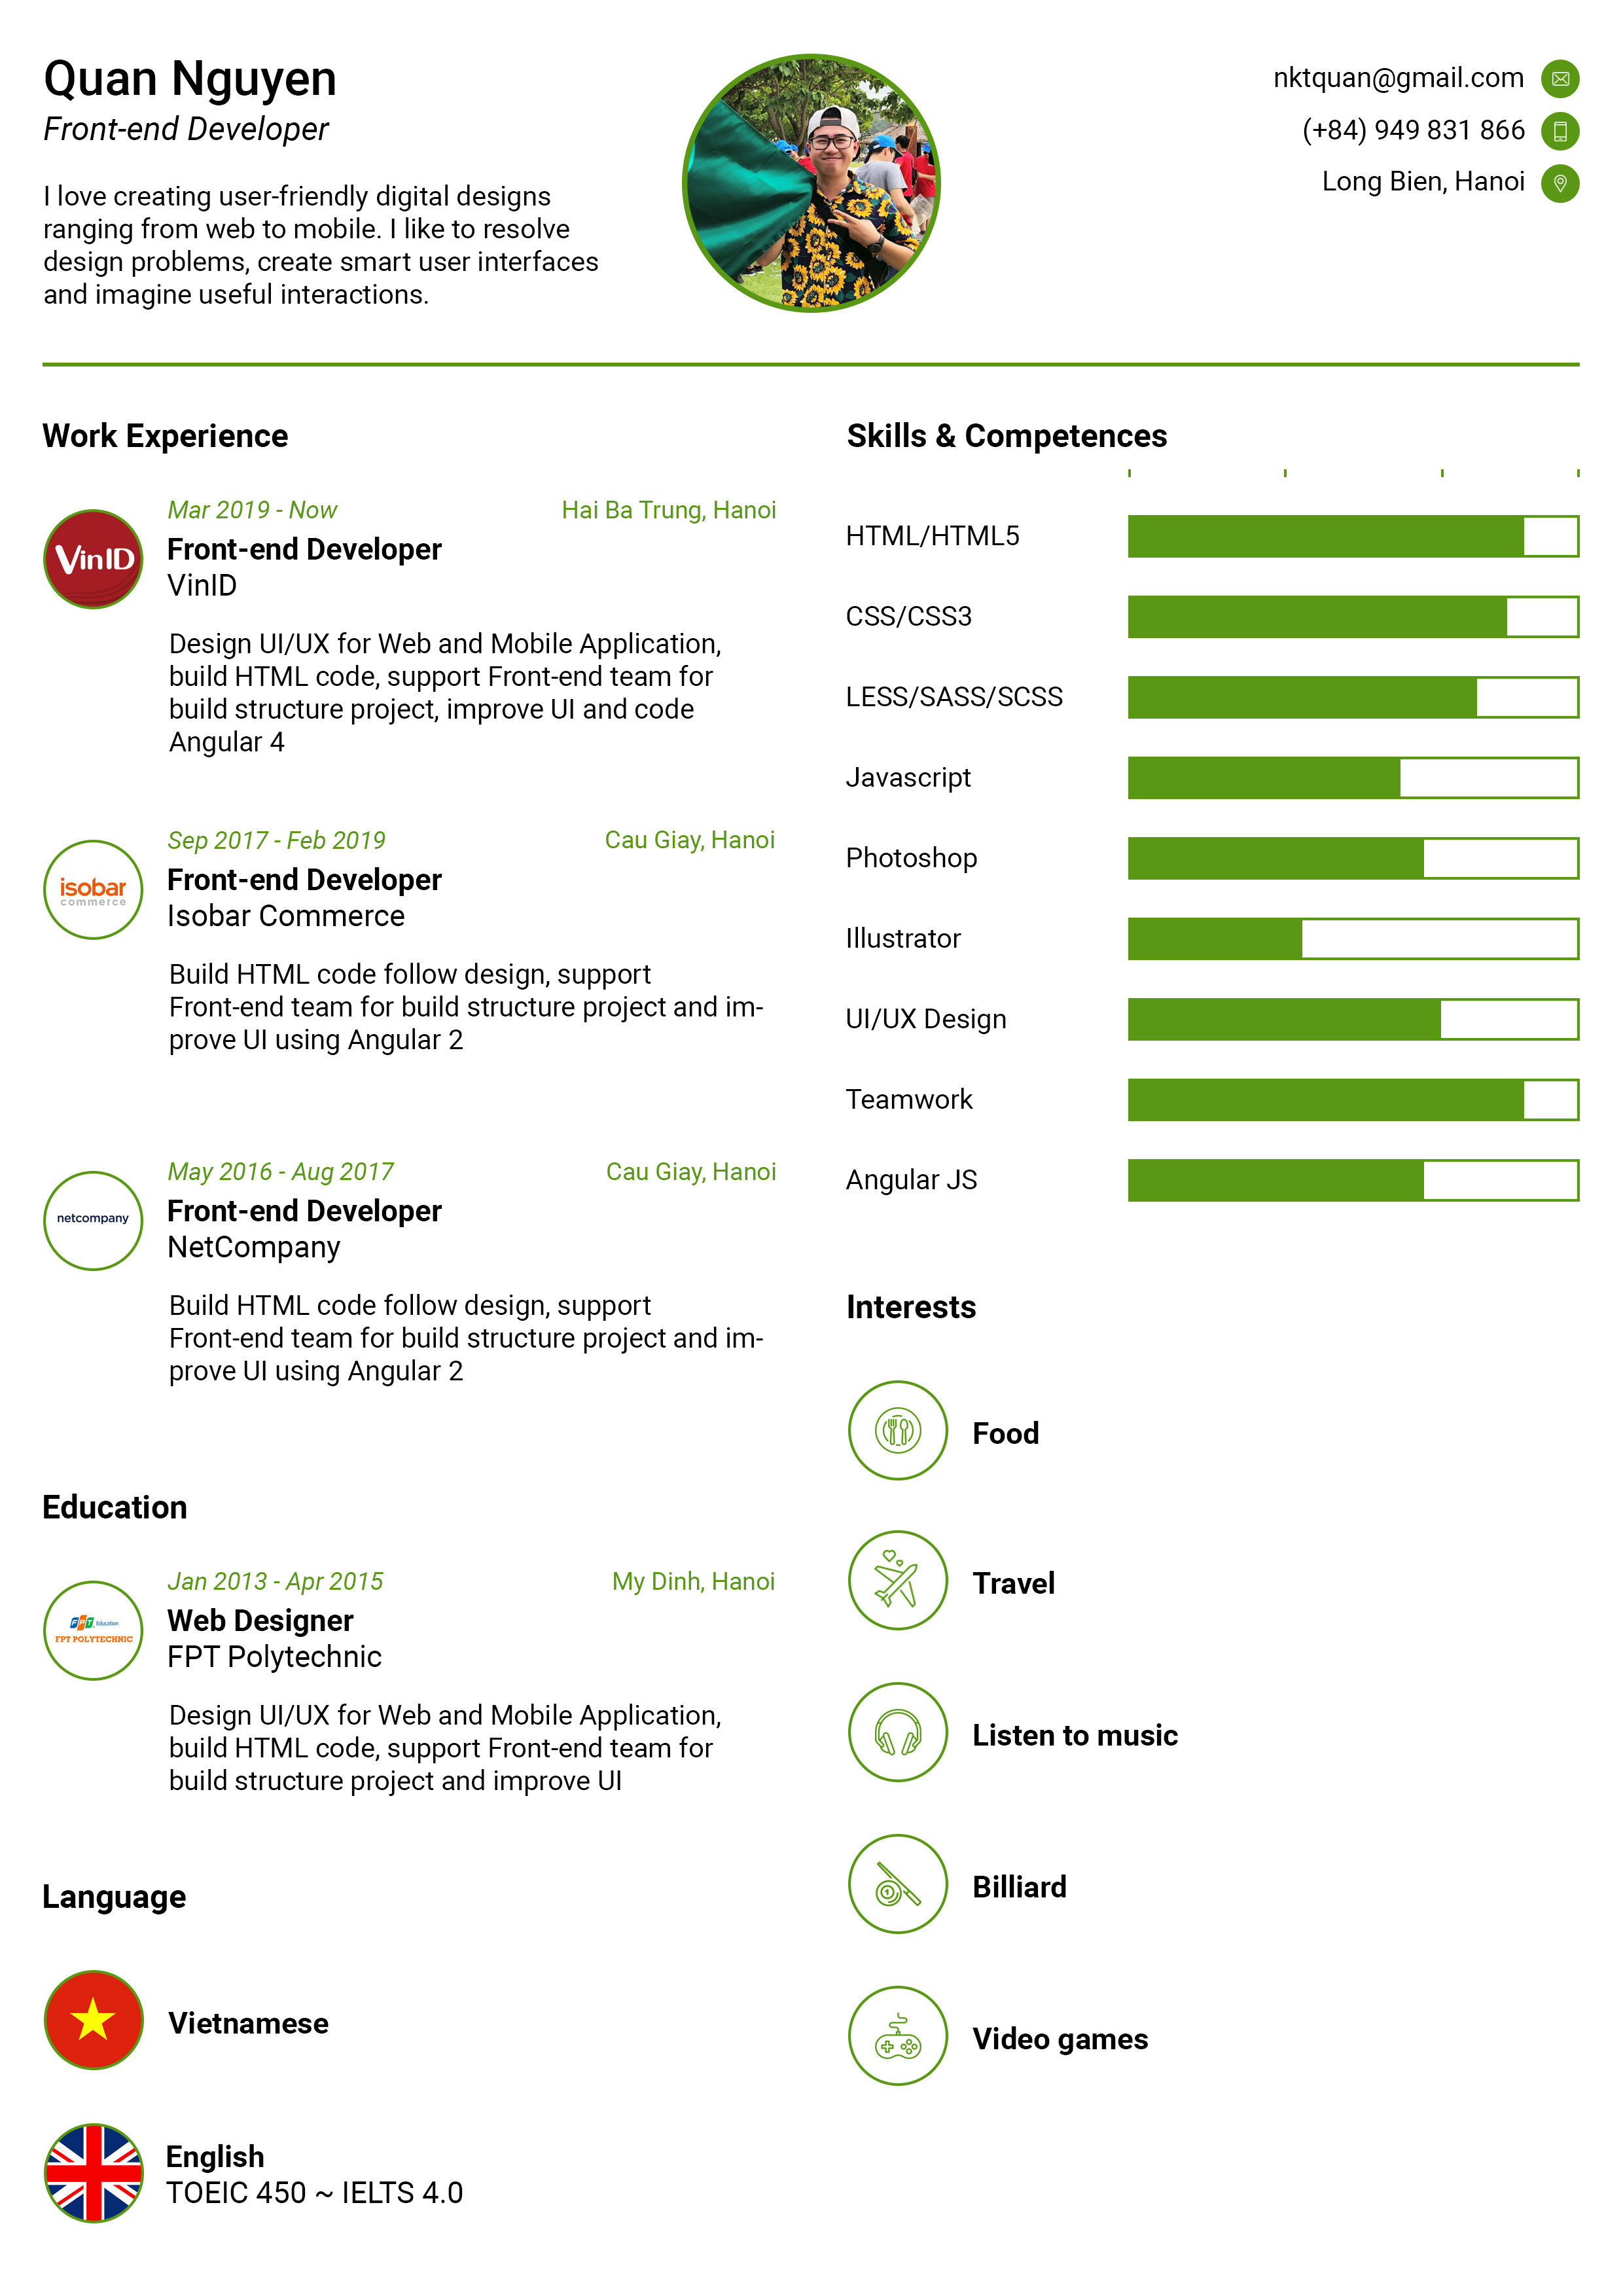 Quan Nguyen
Front-end Developer
I love creating user-friendly digital designs
ranging from web to mobile. I like to resolve
design problems, create smart user interfaces
and imagine useful interactions.
nktquan@gmail.com
(+84) 949 831 866
Long Bien, Hanoi
Work Experience
VinID
Mar 2019 - Now
Hai Ba Trung, Hanoi
Front-end Developer
VinID
Design UI/UX for Web and Mobile Application,
build HTML code, support Front-end team for
build structure project, improve UI and code
Angular 4
isobar
commerce
Sep 2017 - Feb 2019
Cau Giay, Hanoi
Front-end Developer
Isobar Commerce
Build HTML code follow design, support
Front-end team for build structure project and im-
prove UI using Angular 2
netcompany
May 2016 - Aug 2017
Cau Giay, Hanoi
Front-end Developer
NetCompany
Build HTML code follow design, support
Front-end team for build structure project and im-
prove UI using Angular 2
Education
FPT Education
FPT POLYTECHNIC
Jan 2013 - Apr 2015
My Dinh, Hanoi
Web Designer
FPT Polytechnic
Design UI/UX for Web and Mobile Application,
build HTML code, support Front-end team for
build structure project and improve UI
Language
Vietnamese
English
TOEIC 450 ~ IELTS 4.0
Skills & Competences
HTML/HTML5
CSS/CSS3
LESS/SASS/SCSS
Javascript
Photoshop
Illustrator
UI/UX Design
Teamwork
Angular JS
Interests
Food
Travel
Listen to music
1
Billiard
Video games